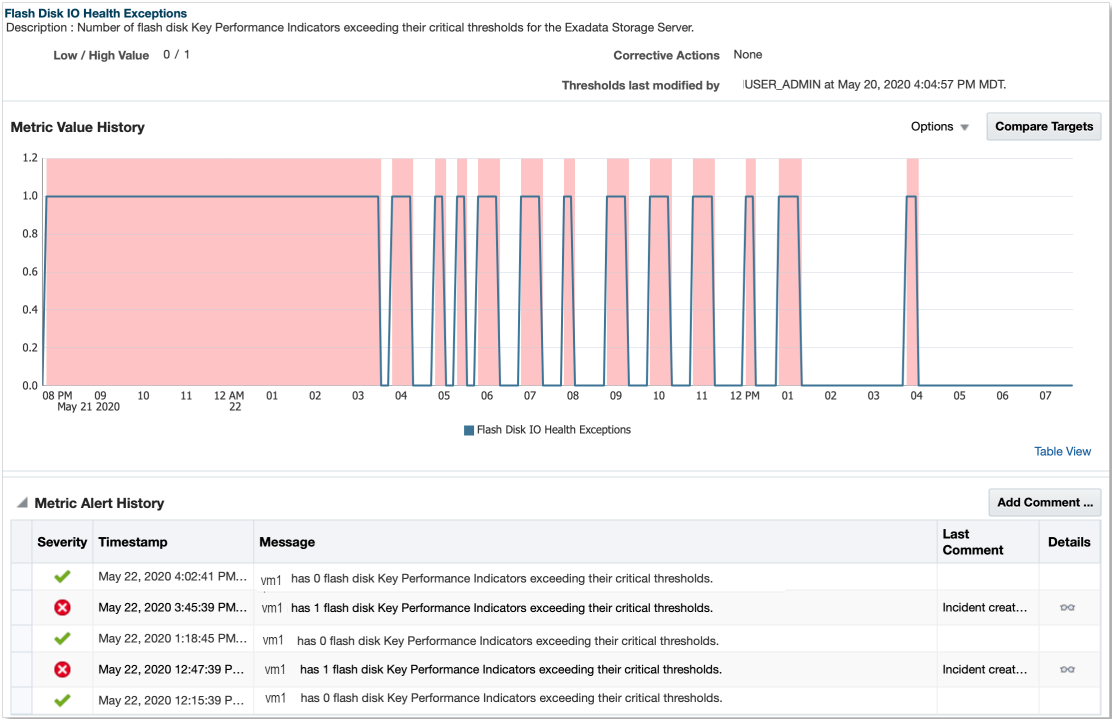 Flash Disk IO Health Exceptions
Description : Number of flash disk Key Performance Indicators exceeding their critical thresholds for the Exadata Storage Server.
Low / High Value 0 / 1
Corrective Actions None
Thresholds last modified by USER_ADMIN at May 20, 2020 4:04:57 PM MDT.
Metric Value History
Options
Compare Targets
1.2
1.0
0.8
0.6
0.4
0.2
0.0
08 PM 09 10 11 12 AM 01 02 03 04 05 06 07 08 09 10 11 12 PM 01 02 03 04 05 06 07
May 21 2020 22
Flash Disk IO Health Exceptions
Table View
Metric Alert History
Add Comment ...
Severity Timestamp Message Last Comment Details
May 22, 2020 4:02:41 PM... vm1 has 0 flash disk Key Performance Indicators exceeding their critical thresholds.
May 22, 2020 3:45:39 PM... vm1 has 1 flash disk Key Performance Indicators exceeding their critical thresholds. Incident creat...
May 22, 2020 1:18:45 PM... vm1 has 0 flash disk Key Performance Indicators exceeding their critical thresholds.
May 22, 2020 12:47:39 P... vm1 has 1 flash disk Key Performance Indicators exceeding their critical thresholds. Incident creat...
May 22, 2020 12:15:39 P... vm1 has 0 flash disk Key Performance Indicators exceeding their critical thresholds.